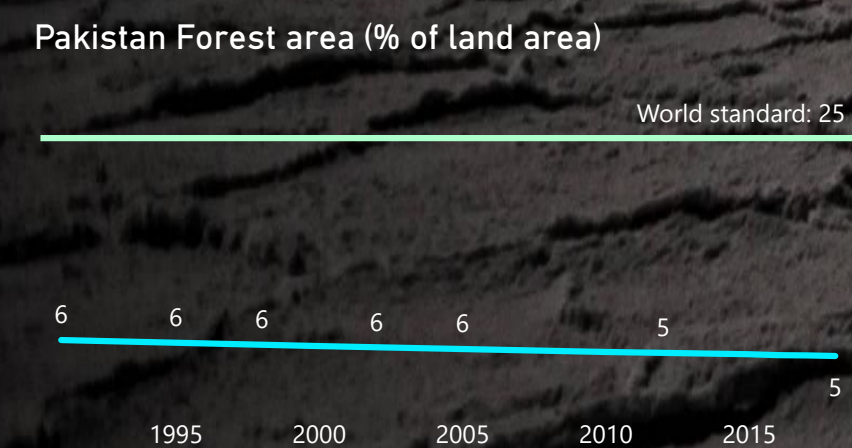 Pakistan Forest area (% of land area)
World standard: 25
6 6 6 6 6 5
5
1995 2000 2005 2010 2015